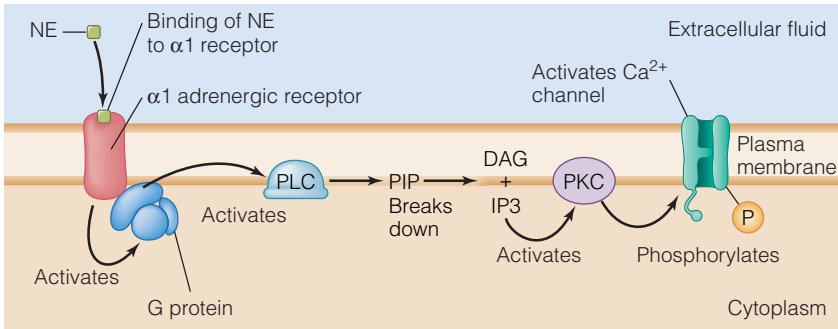 NE
Binding of NE
to α1 receptor
α1 adrenergic receptor
Extracellular fluid
Activates Ca²⁺
channel
Plasma
membrane
PLC
PIP
Breaks
down
DAG
+
IP3
PKC
P
Activates
Activates
Activates
Phosphorylates
G protein
Cytoplasm